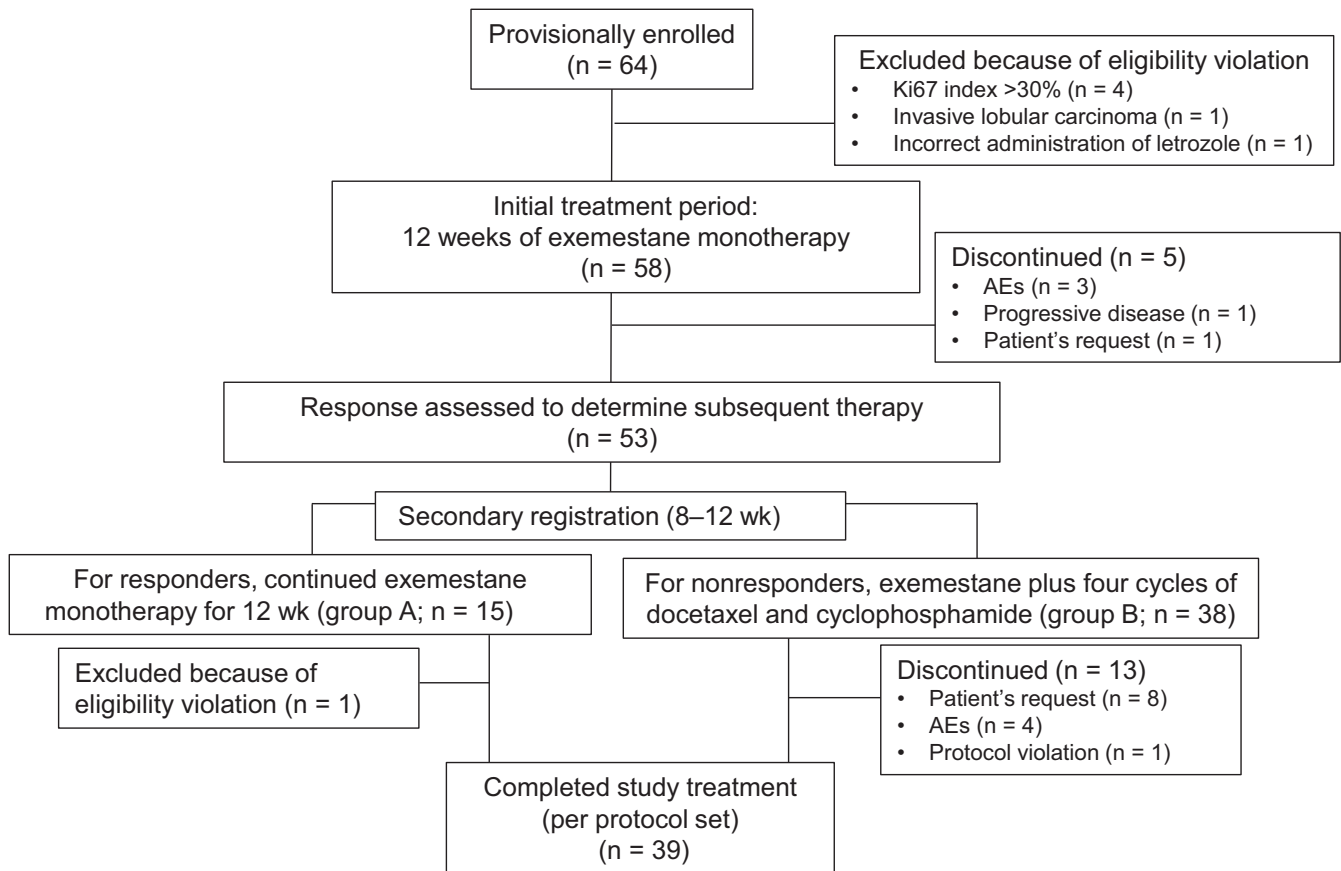 Provisionally enrolled
(n = 64)
Excluded because of eligibility violation
• Ki67 index >30% (n = 4)
• Invasive lobular carcinoma (n = 1)
• Incorrect administration of letrozole (n = 1)
Initial treatment period:
12 weeks of exemestane monotherapy
(n = 58)
Discontinued (n = 5)
• AEs (n = 3)
• Progressive disease (n = 1)
• Patient's request (n = 1)
Response assessed to determine subsequent therapy
(n = 53)
Secondary registration (8–12 wk)
For responders, continued exemestane
monotherapy for 12 wk (group A; n = 15)
For nonresponders, exemestane plus four cycles of
docetaxel and cyclophosphamide (group B; n = 38)
Excluded because of
eligibility violation (n = 1)
Discontinued (n = 13)
• Patient's request (n = 8)
• AEs (n = 4)
• Protocol violation (n = 1)
Completed study treatment
(per protocol set)
(n = 39)